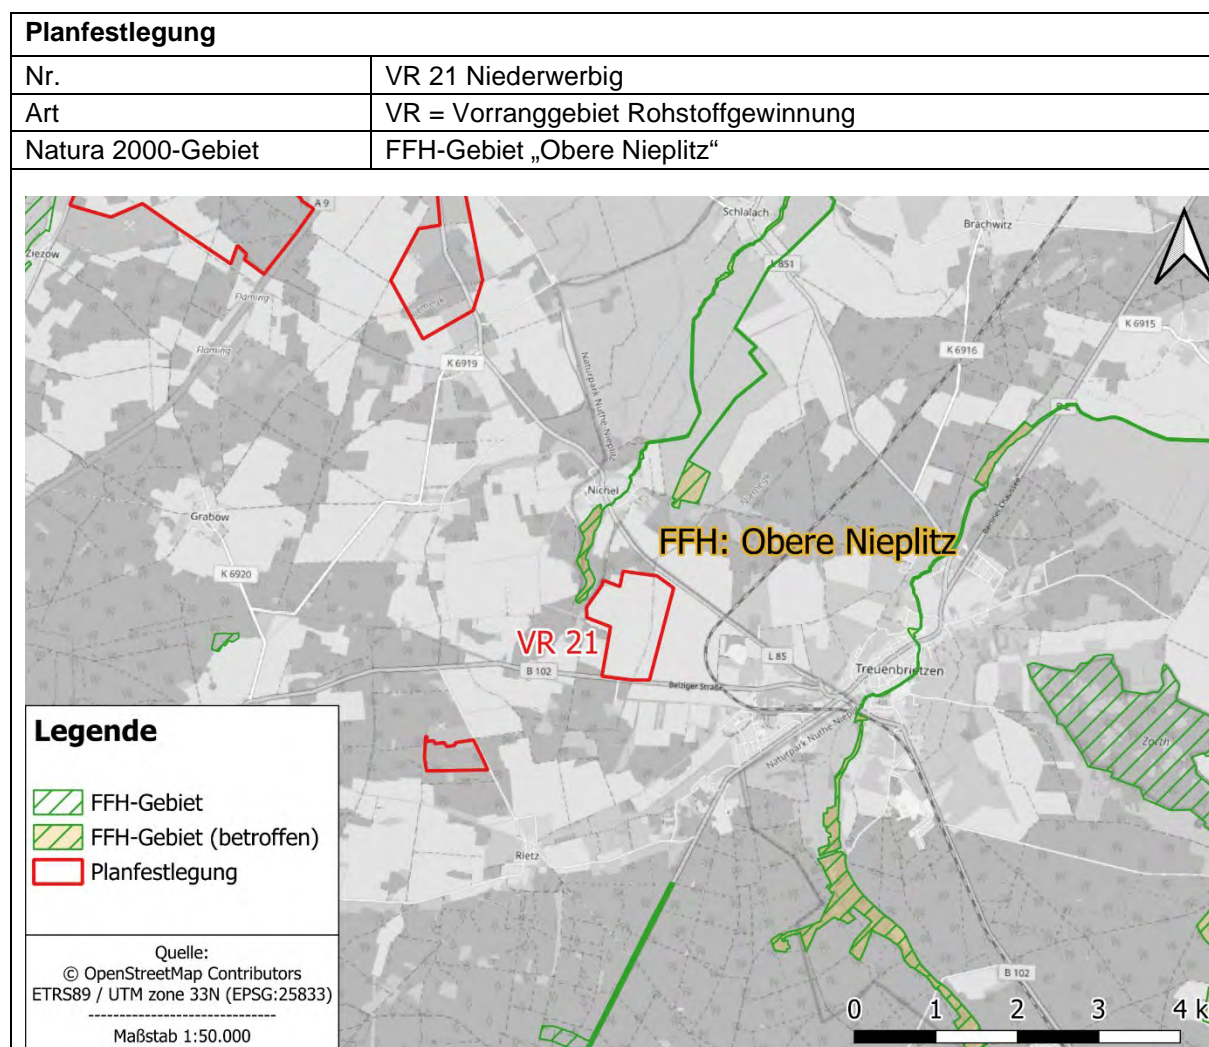 Planfestlegung
Nr. VR 21 Niederwerbig
Art VR = Vorranggebiet Rohstoffgewinnung
Natura 2000-Gebiet FFH-Gebiet „Obere Nieplitz“
A 9
Schlalach
Brachwitz
Ziezow
L 851
Fläming
K 6915
Fläming
K 6919
K 6916
Naturpark Nuthe-Nieplitz
Nichel
Berliner Chaussee
Grabow
FFH: Obere Nieplitz
K 6920
VR 21
L 85
B 102
Belziger Straße
Treuenbrietzen
Naturpark Nuthe-Nieplitz
Zarth
Rietz
B 102
Legende
FFH-Gebiet
FFH-Gebiet (betroffen)
Planfestlegung
Quelle:
© OpenStreetMap Contributors
ETRS89 / UTM zone 33N (EPSG:25833)
-----------------------------
Maßstab 1:50.000
0 1 2 3 4 k